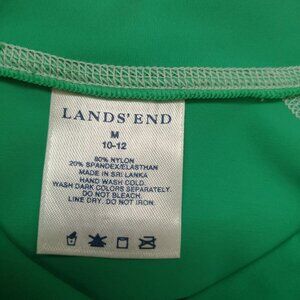 LANDS' END
M
10-12
80% NYLON
20% SPANDEX/ELASTHAN
MADE IN SRI LANKA
HAND WASH COLD.
WASH DARK COLORS SEPARATELY.
DO NOT BLEACH.
LINE DRY. DO NOT IRON.